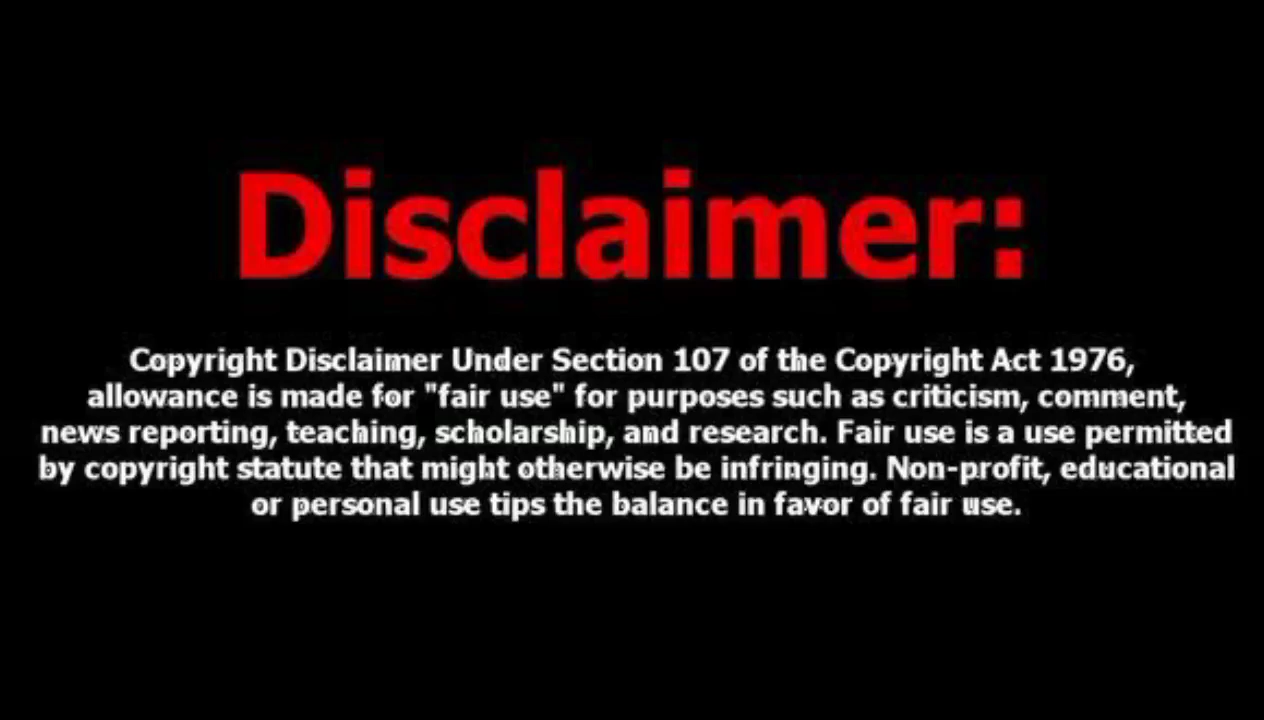 Disclaimer:
Copyright Disclaimer Under Section 107 of the Copyright Act 1976,
allowance is made for "fair use" for purposes such as criticism, comment,
news reporting, teaching, scholarship, and research. Fair use is a use permitted
by copyright statute that might otherwise be infringing. Non-profit, educational
or personal use tips the balance in favor of fair use.